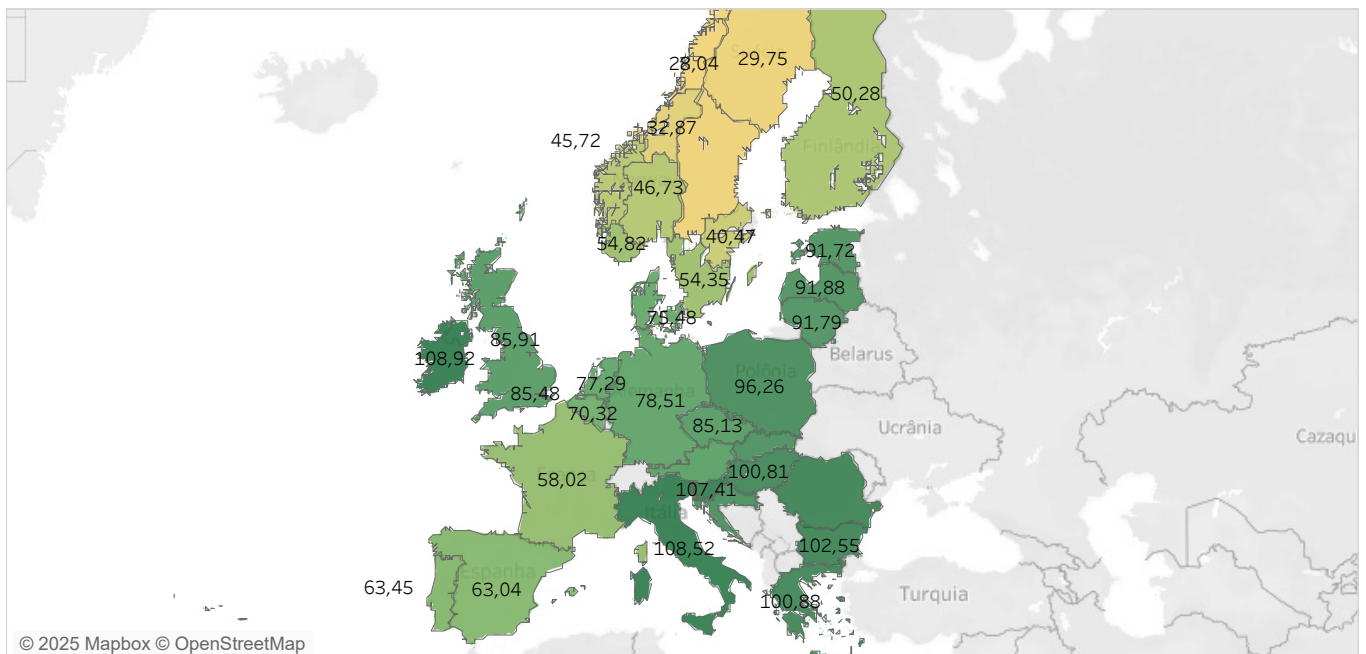 28,04
29,75
50,28
45,72
32,87
Finlândia
46,73
54,82
40,47
91,72
54,35
91,88
75,48
91,79
85,91
Belarus
108,92
77,29
Alemanha
Polônia
96,26
85,48
70,32
78,51
85,13
Ucrânia
Cazaqu
58,02
França
100,81
107,41
Itália
108,52
102,55
63,45
Espanha
63,04
100,88
Turquia
© 2025 Mapbox © OpenStreetMap